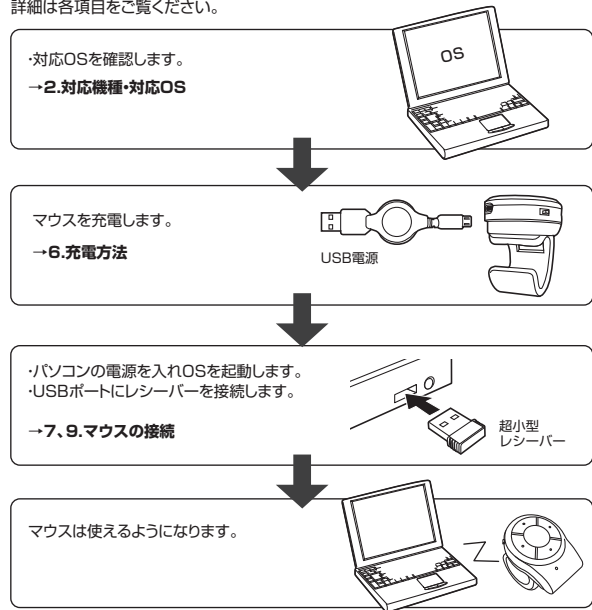 詳細は各項目をご覧ください。
・対応OSを確認します。
→2.対応機種・対応OS
OS
マウスを充電します。
→6.充電方法
USB電源
・パソコンの電源を入れOSを起動します。
・USBポートにレシーバーを接続します。
→7、9.マウスの接続
超小型
レシーバー
マウスは使えるようになります。